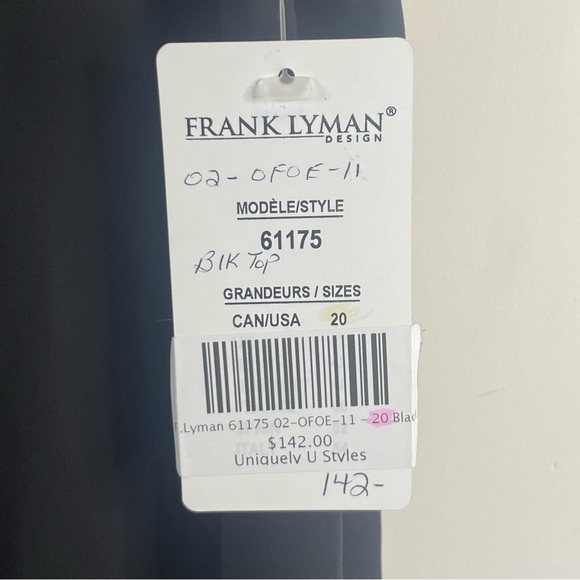 FRANK LYMAN®
DESIGN
02-OFOE-11
MODÈLE/STYLE
61175
Blk Top
GRANDEURS / SIZES
CAN/USA 20
F.Lyman 61175 02-OFOE-11 - 20 Blac
$142.00
Uniquely U Styles
142-